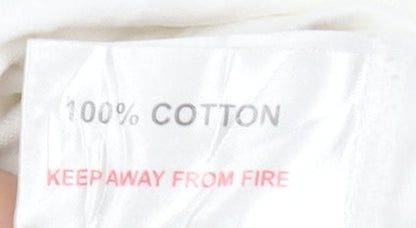 100% COTTON
KEEP AWAY FROM FIRE